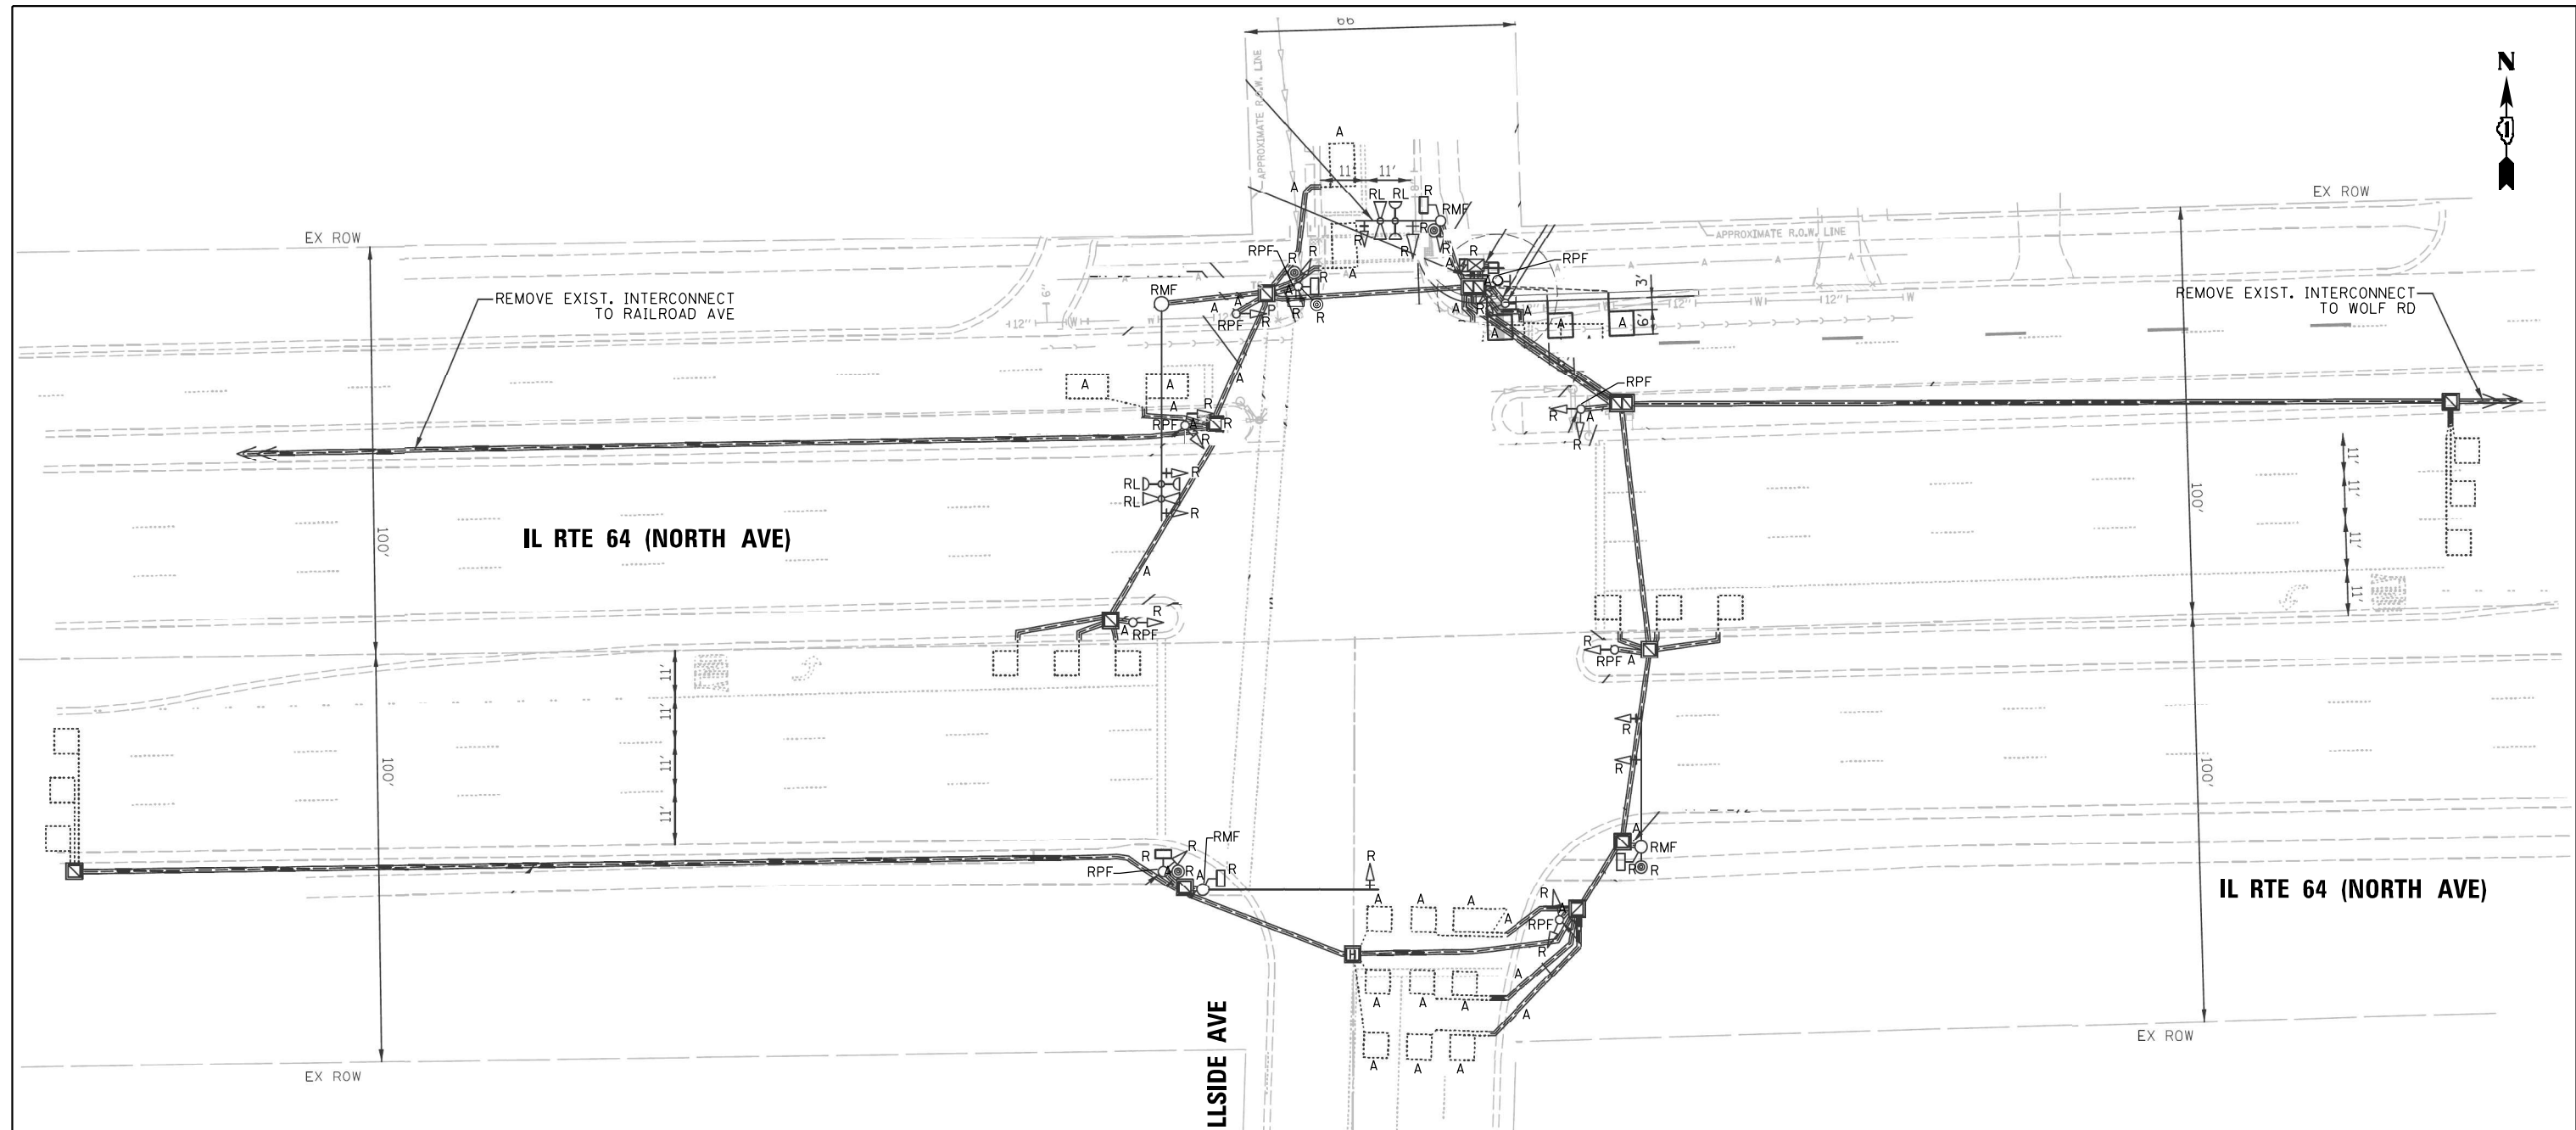 66'
N
APPROXIMATE R.O.W. LINE
A
11' 11'
A
RL RL R
RMF
EX ROW
EX ROW
APPROXIMATE R.O.W. LINE
R R
RPF R R
A
RPF
RMF
REMOVE EXIST. INTERCONNECT
TO RAILROAD AVE
REMOVE EXIST. INTERCONNECT
TO WOLF RD
3'
6'
6"
12"
12"
12"
W
A A
RPF R
P R R
A A A
A
A A
RPF
R A
R
A
R
RPF A R
R
R
RL
RL
R
11'
11'
11'
11'
100'
100'
IL RTE 64 (NORTH AVE)
A
R
A RPF
R
RPF A
11'
11'
11'
11'
R
R
100'
100'
RMF
R R R
RPF A R A
R
A
RMF
R R
IL RTE 64 (NORTH AVE)
A A A
R
A
RPF
R
A
A A A
A
A A A
EX ROW
EX ROW
LLSIDE AVE